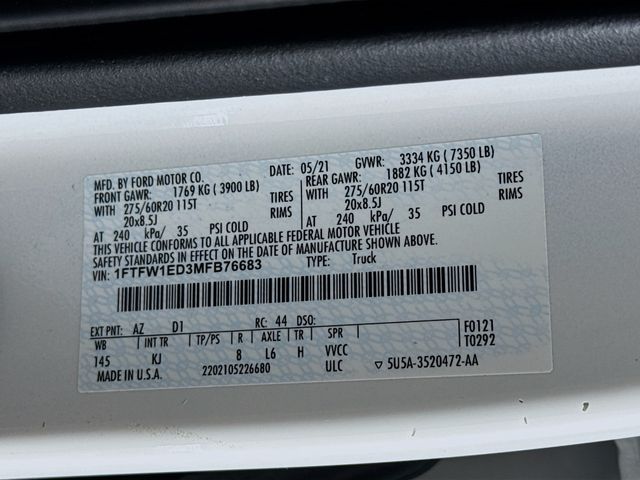 MFD. BY FORD MOTOR CO. DATE: 05/21 GVWR: 3334 KG (7350 LB)
FRONT GAWR: 1769 KG (3900 LB) REAR GAWR: 1882 KG (4150 LB)
WITH 275/60R20 115T TIRES WITH 275/60R20 115T TIRES
20x8.5J RIMS 20x8.5J RIMS
AT 240 kPa/ 35 PSI COLD AT 240 kPa/ 35 PSI COLD
THIS VEHICLE CONFORMS TO ALL APPLICABLE FEDERAL MOTOR VEHICLE
SAFETY STANDARDS IN EFFECT ON THE DATE OF MANUFACTURE SHOWN ABOVE.
VIN: 1FTFW1ED3MFB76683 TYPE: Truck
EXT PNT: AZ D1 RC: 44 DSO: F0121
WB INT TR TP/PS R AXLE TR SPR T0292
145 KJ 8 L6 H VVCC
MADE IN U.S.A. 2202105226680 ULC ▽ 5U5A-3520472-AA